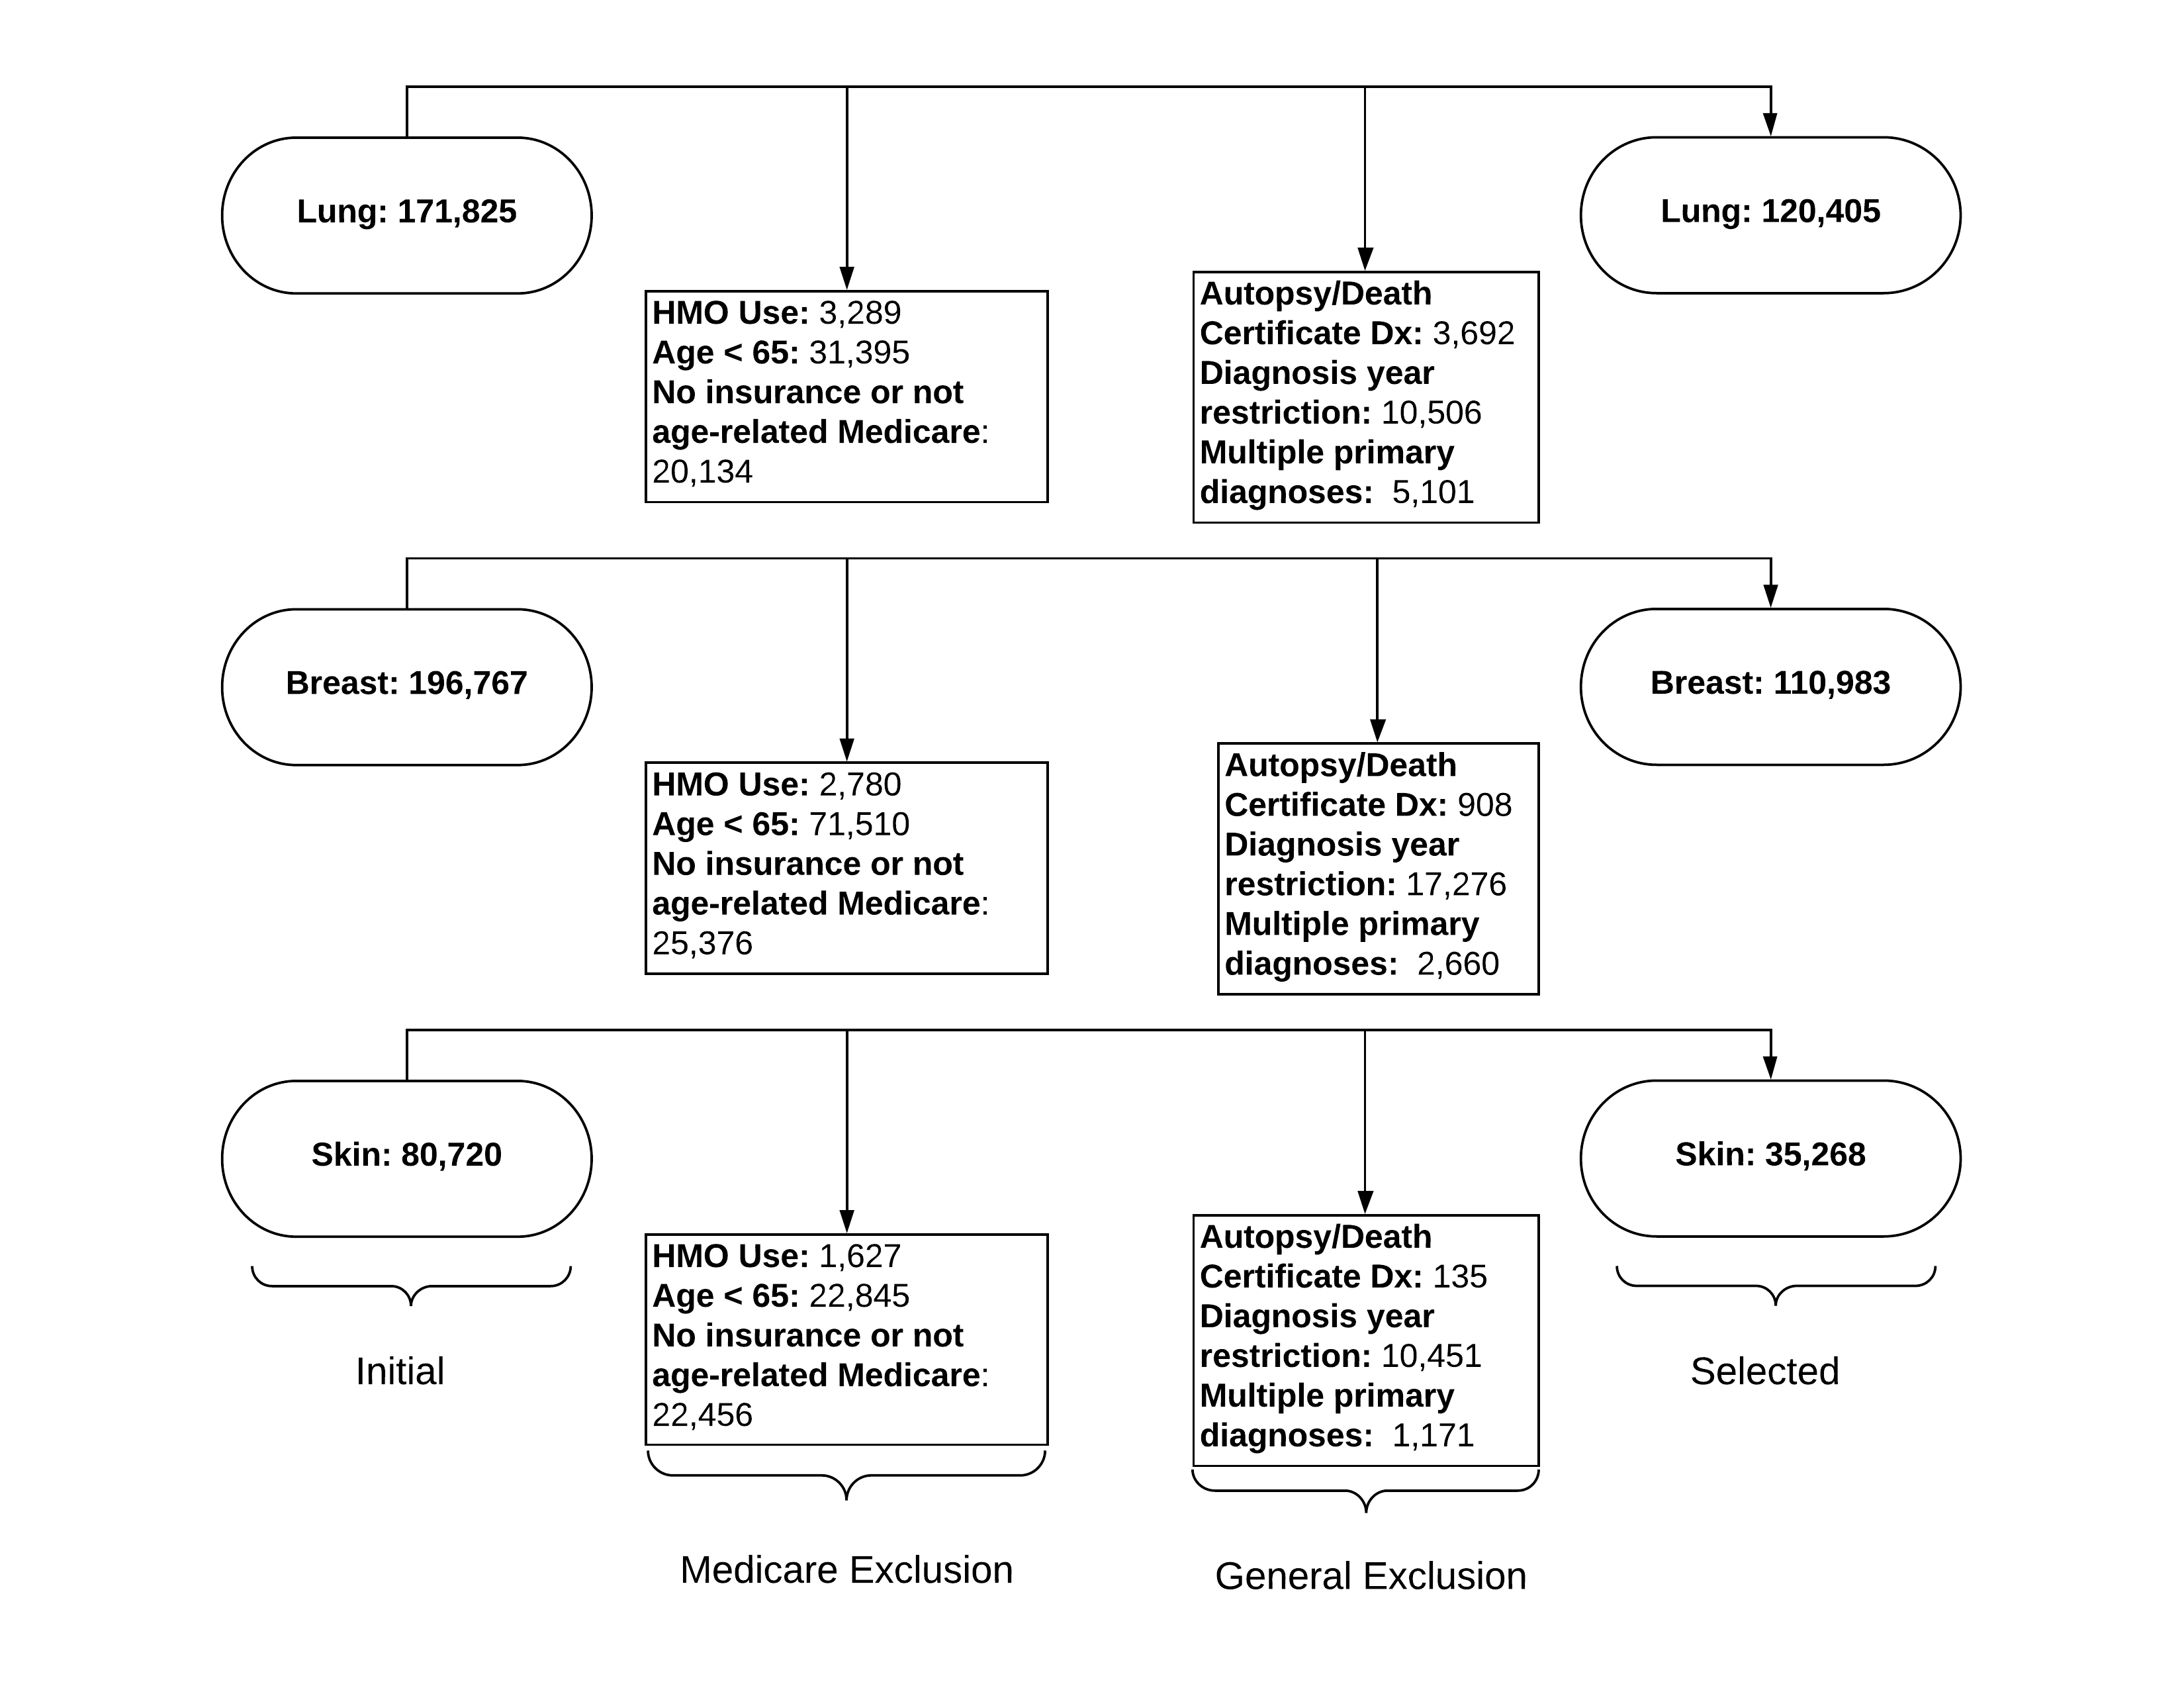 Lung: 171,825
HMO Use: 3,289
Age < 65: 31,395
No insurance or not
age-related Medicare:
20,134
Autopsy/Death
Certificate Dx: 3,692
Diagnosis year
restriction: 10,506
Multiple primary
diagnoses: 5,101
Lung: 120,405
Breast: 196,767
HMO Use: 2,780
Age < 65: 71,510
No insurance or not
age-related Medicare:
25,376
Autopsy/Death
Certificate Dx: 908
Diagnosis year
restriction: 17,276
Multiple primary
diagnoses: 2,660
Breast: 110,983
Skin: 80,720
HMO Use: 1,627
Age < 65: 22,845
No insurance or not
age-related Medicare:
22,456
Autopsy/Death
Certificate Dx: 135
Diagnosis year
restriction: 10,451
Multiple primary
diagnoses: 1,171
Skin: 35,268
Initial
Medicare Exclusion
General Exclusion
Selected